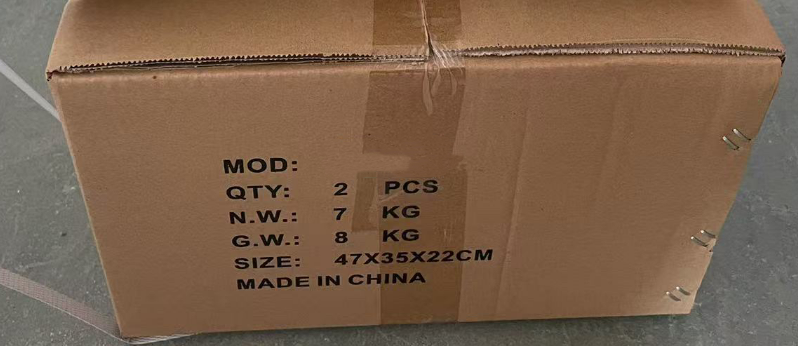 MOD:
QTY: 2 PCS
N.W.: 7 KG
G.W.: 8 KG
SIZE: 47X35X22CM
MADE IN CHINA